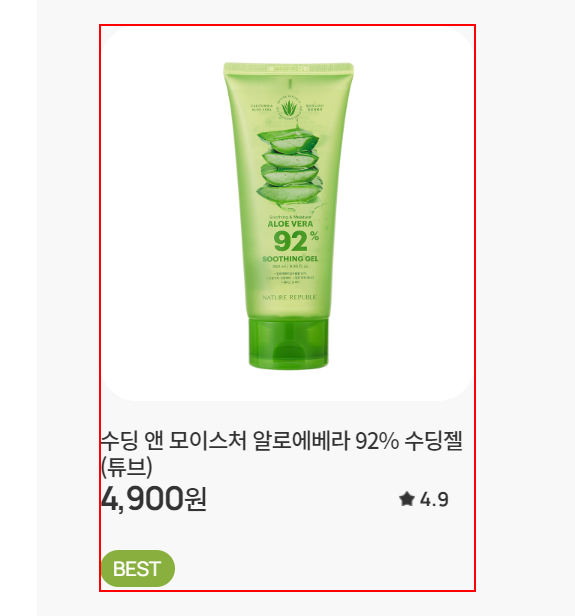 Soothing & Moisture
ALOE VERA
92%
SOOTHING GEL
NATURE REPUBLIC
수딩 앤 모이스처 알로에베라 92% 수딩젤
(튜브)
4,900원
4.9
BEST